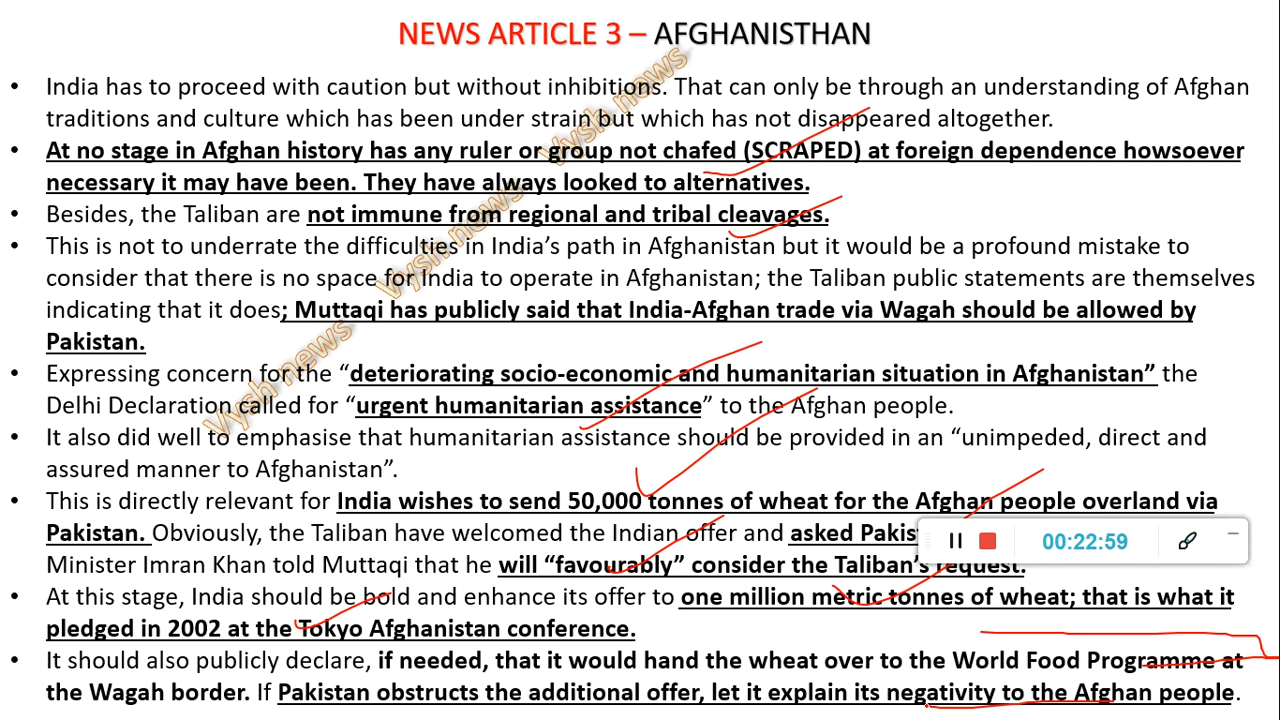 NEWS ARTICLE 3 – AFGHANISTHAN
• India has to proceed with caution but without inhibitions. That can only be through an understanding of Afghan
traditions and culture which has been under strain but which has not disappeared altogether.
• At no stage in Afghan history has any ruler or group not chafed (SCRAPED) at foreign dependence howsoever
necessary it may have been. They have always looked to alternatives.
• Besides, the Taliban are not immune from regional and tribal cleavages.
• This is not to underrate the difficulties in India’s path in Afghanistan but it would be a profound mistake to
consider that there is no space for India to operate in Afghanistan; the Taliban public statements are themselves
indicating that it does; Muttaqi has publicly said that India-Afghan trade via Wagah should be allowed by
Pakistan.
• Expressing concern for the “deteriorating socio-economic and humanitarian situation in Afghanistan” the
Delhi Declaration called for “urgent humanitarian assistance” to the Afghan people.
• It also did well to emphasise that humanitarian assistance should be provided in an “unimpeded, direct and
assured manner to Afghanistan”.
• This is directly relevant for India wishes to send 50,000 tonnes of wheat for the Afghan people overland via
Pakistan. Obviously, the Taliban have welcomed the Indian offer and asked
Minister Imran Khan told Muttaqi that he will “favourably” consider the Taliban’s request.
• At this stage, India should be bold and enhance its offer to one million metric tonnes of wheat; that is what it
pledged in 2002 at the Tokyo Afghanistan conference.
• It should also publicly declare, if needed, that it would hand the wheat over to the World Food Programme at
the Wagah border. If Pakistan obstructs the additional offer, let it explain its negativity to the Afghan people.
Vysh news
Vysh news
Vysh news
00:22:59